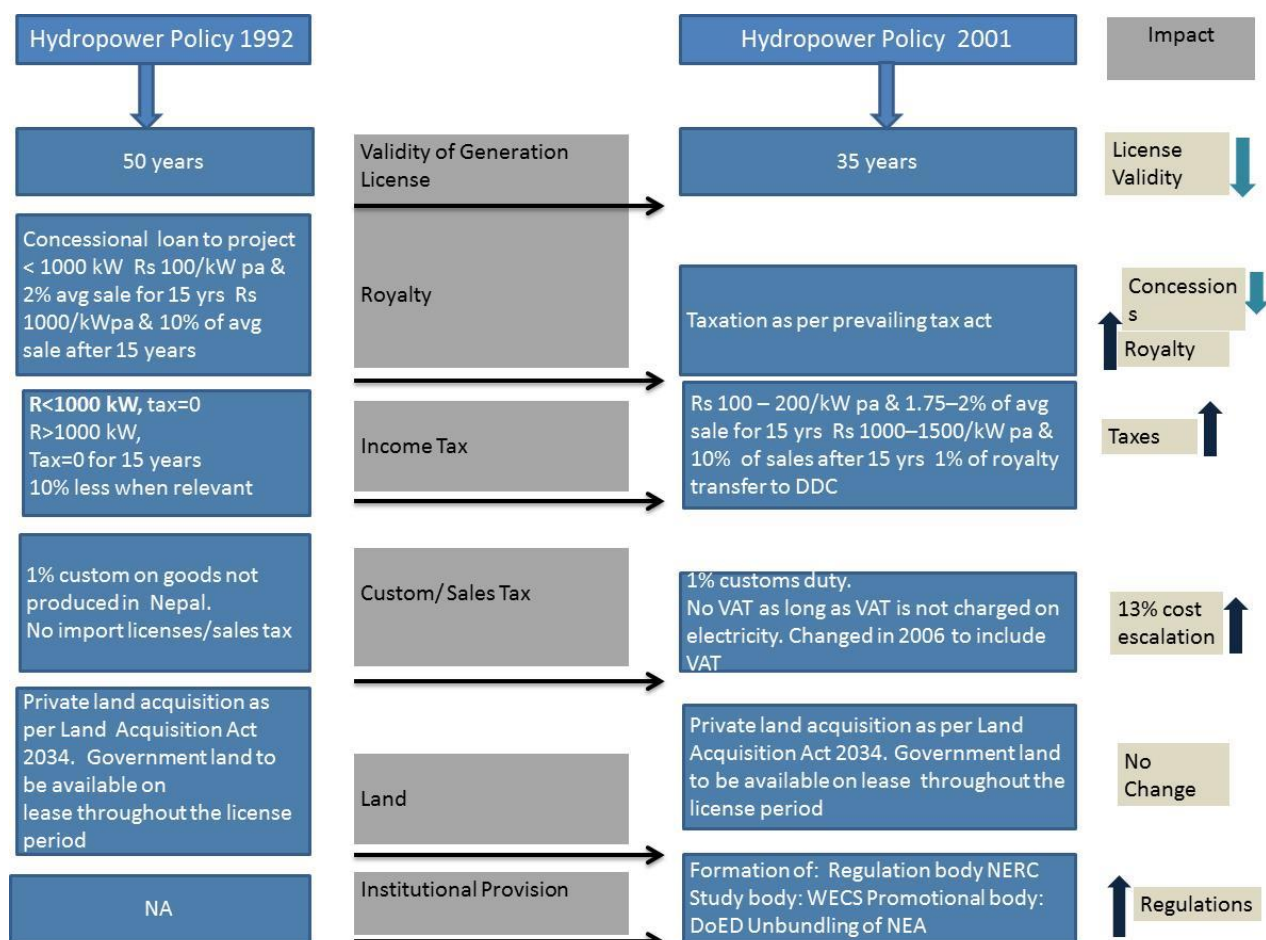 Hydropower Policy 1992
Hydropower Policy 2001
Impact
50 years
Validity of Generation
License
35 years
License
Validity
Concessional loan to project
< 1000 kW Rs 100/kW pa &
2% avg sale for 15 yrs Rs
1000/kWpa & 10% of avg
sale after 15 years
Royalty
Taxation as per prevailing tax act
Concession
s
Royalty
R<1000 kW, tax=0
R>1000 kW,
Tax=0 for 15 years
10% less when relevant
Income Tax
Rs 100 – 200/kW pa & 1.75–2% of avg
sale for 15 yrs Rs 1000–1500/kW pa &
10% of sales after 15 yrs 1% of royalty
transfer to DDC
Taxes
1% custom on goods not
produced in Nepal.
No import licenses/sales tax
Custom/ Sales Tax
1% customs duty.
No VAT as long as VAT is not charged on
electricity. Changed in 2006 to include
VAT
13% cost
escalation
Private land acquisition as
per Land Acquisition Act
2034. Government land to
be available on
lease throughout the license
period
Land
Private land acquisition as per Land
Acquisition Act 2034. Government land
to be available on lease throughout the
license period
No
Change
NA
Institutional Provision
Formation of: Regulation body NERC
Study body: WECS Promotional body:
DoED Unbundling of NEA
Regulations